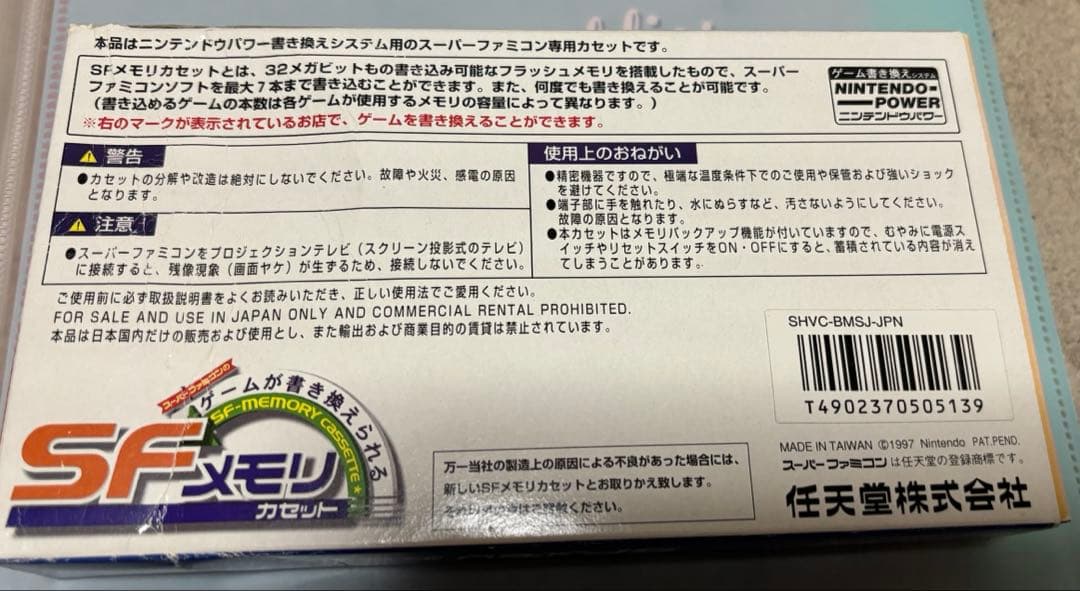 本品はニンテンドウパワー書き換えシステム用のスーパーファミコン専用カセットです。
SFメモリカセットとは、32メガビットもの書き込み可能なフラッシュメモリを搭載したもので、スーパー
ファミコンソフトを最大7本まで書き込むことができます。また、何度でも書き換えることが可能です。
(書き込めるゲームの本数は各ゲームが使用するメモリの容量によって異なります。)
※右のマークが表示されているお店で、ゲームを書き換えることができます。
ゲーム書き換えシステム
NINTENDO-
POWER
ニンテンドウパワー
警告
●カセットの分解や改造は絶対にしないでください。故障や火災、感電の原因
となります。
注意
●スーパーファミコンをプロジェクションテレビ(スクリーン投影式のテレビ)
に接続すると、残像現象(画面ヤケ)が生ずるため、接続しないでください。
使用上のおねがい
●精密機器ですので、極端な温度条件下でのご使用や保管および強いショック
を避けてください。
●端子部に手を触れたり、水にぬらすなど、汚さないようにしてください。
故障の原因となります。
●本カセットはメモリバックアップ機能が付いていますので、むやみに電源ス
イッチやリセットスイッチをON・OFFにすると、蓄積されている内容が消え
てしまうことがあります。
ご使用前に必ず取扱説明書をよくお読みいただき、正しい使用法でご愛用ください。
FOR SALE AND USE IN JAPAN ONLY AND COMMERCIAL RENTAL PROHIBITED.
本品は日本国内だけの販売および使用とし、また輸出および商業目的の賃貸は禁止されています。
SHVC-BMSJ-JPN
T4902370505139
スーパーファミコンの
ゲームが書き換えられる
SF-MEMORY CASSETTE
SFメモリ
カセット
万一当社の製造上の原因による不良があった場合には、
新しいSFメモリカセットとお取りかえ致します。
それ以外の
MADE IN TAIWAN ©1997 Nintendo PAT.PEND.
スーパーファミコンは任天堂の登録商標です。
任天堂株式会社